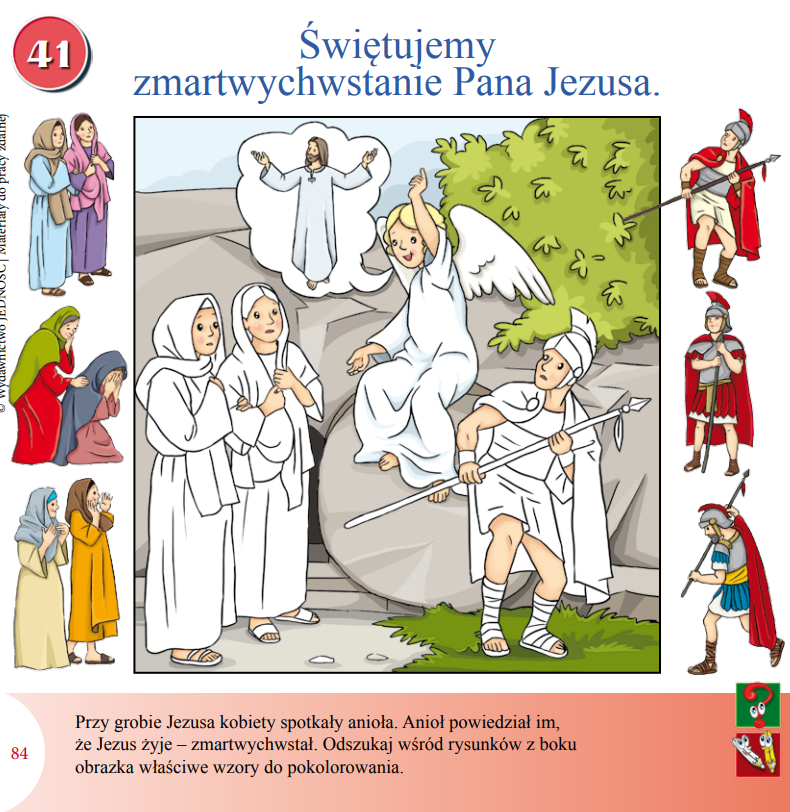 41
Świętujemy
zmartwychwstanie Pana Jezusa.
© Wydawnictwo JEDNOŚĆ | Materiały do pracy zdalnej
Przy grobie Jezusa kobiety spotkały anioła. Anioł powiedział im,
że Jezus żyje – zmartwychwstał. Odszukaj wśród rysunków z boku
obrazka właściwe wzory do pokolorowania.
84
?